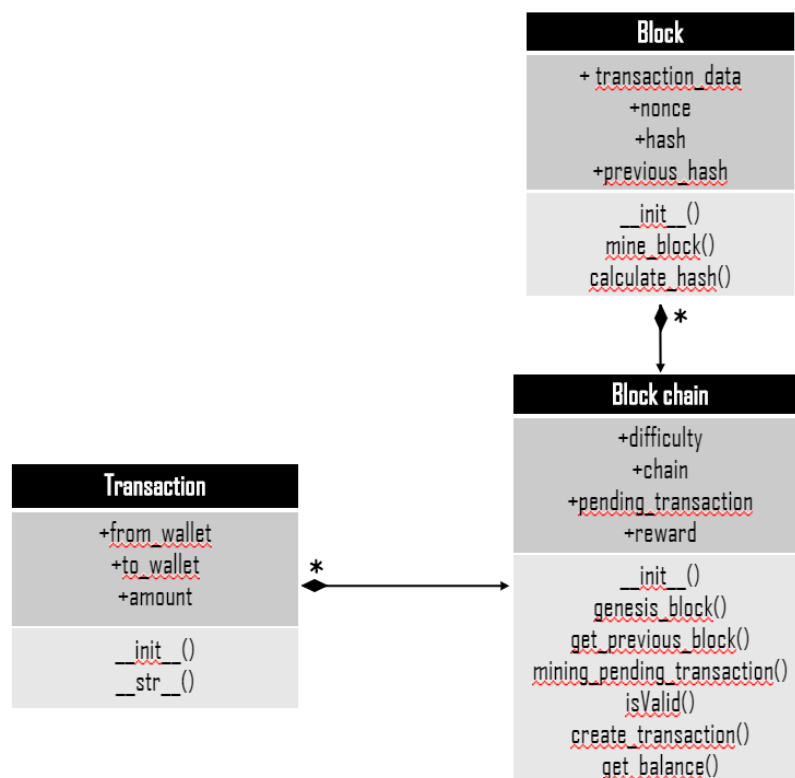 Block
+ transaction_data
+nonce
+hash
+previous_hash
__init__()
mine_block()
calculate_hash()
*
Block chain
+difficulty
+chain
+pending_transaction
+reward
__init__()
genesis_block()
get_previous_block()
mining_pending_transaction()
isValid()
create_transaction()
get_balance()
Transaction
+from_wallet
+to_wallet
+amount
__init__()
__str__()
*